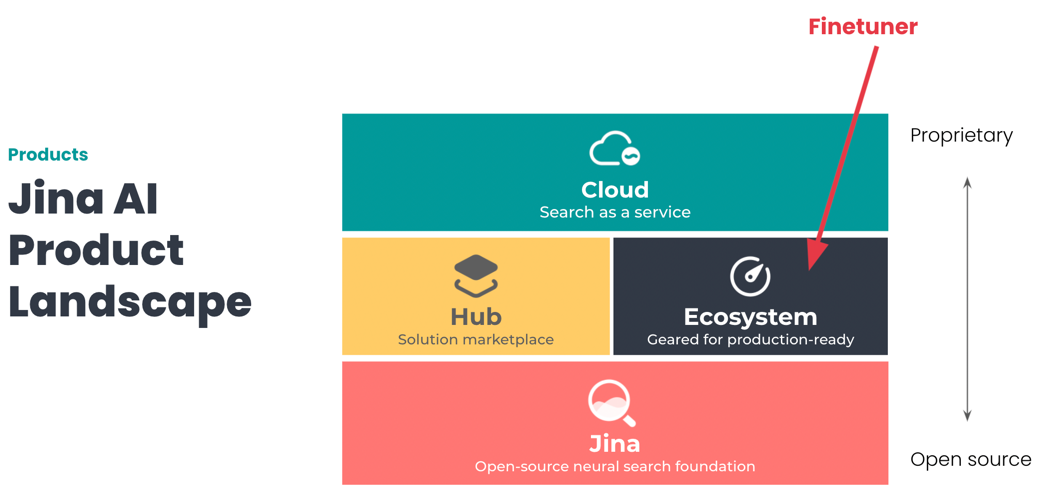 Finetuner
Products
Jina AI
Product
Landscape
Cloud
Search as a service
Hub
Solution marketplace
Ecosystem
Geared for production-ready
Jina
Open-source neural search foundation
Proprietary
Open source